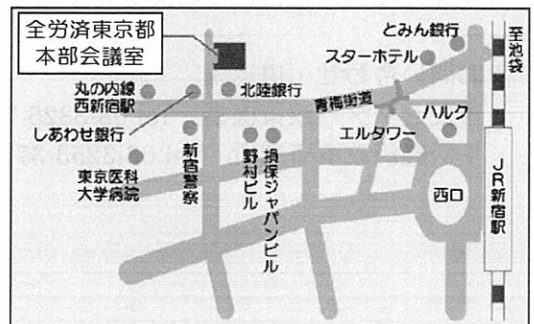 全労済東京都
本部会議室
とみん銀行
スターホテル
至池袋
丸の内線
西新宿駅
北陸銀行
青梅街道
ハルク
しあわせ銀行
エルタワー
新宿警察
野村ビル
損保ジャパンビル
東京医科
大学病院
西口
JR新宿駅